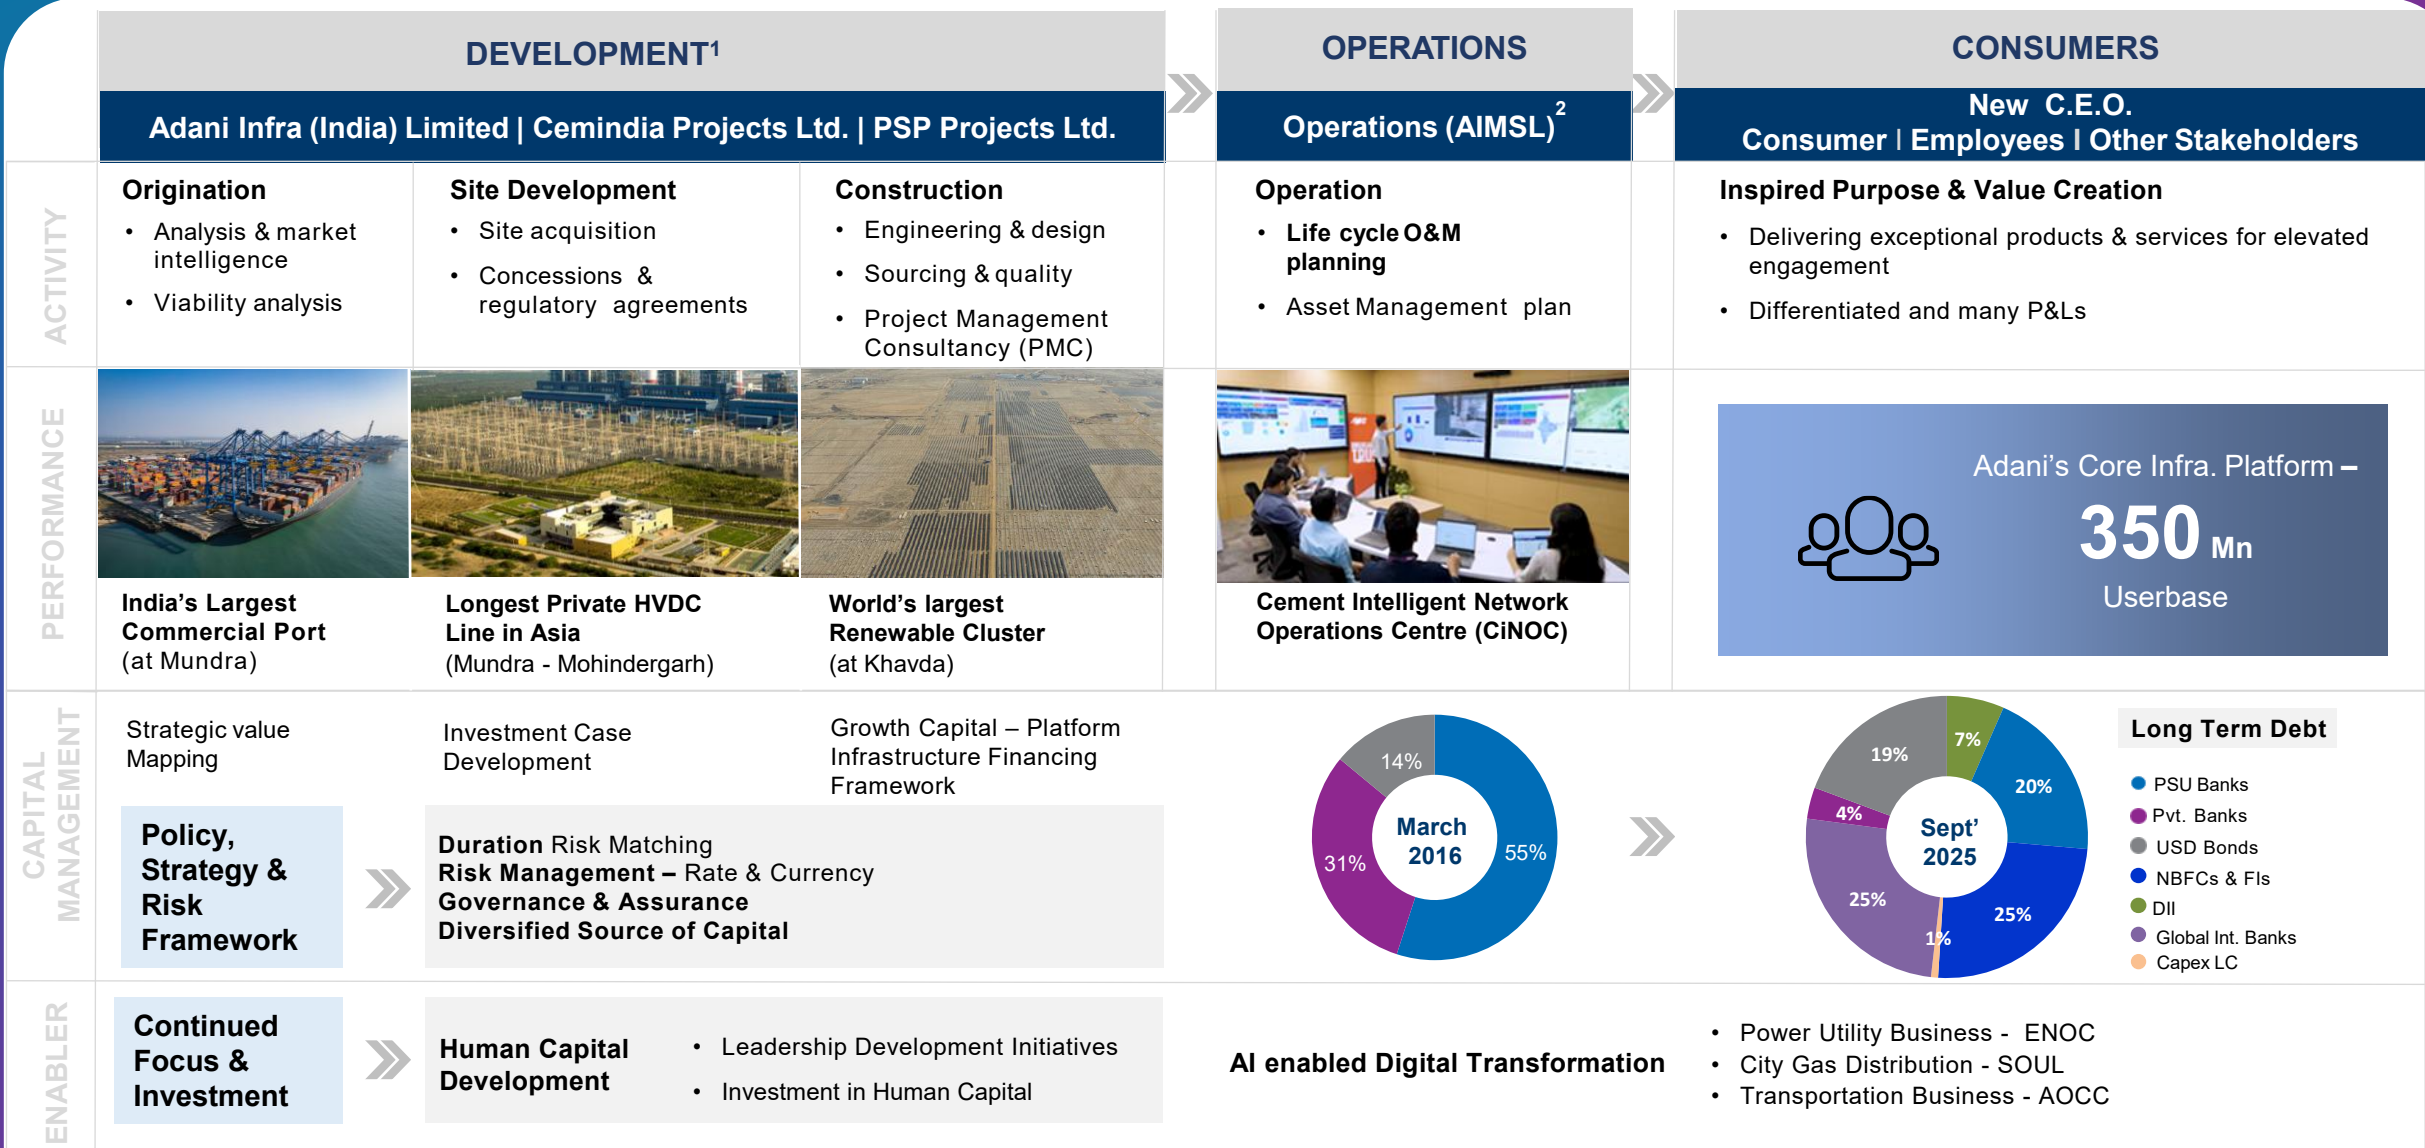 DEVELOPMENT1
OPERATIONS
CONSUMERS
Adani Infra (India) Limited | Cemindia Projects Ltd. | PSP Projects Ltd.
Operations (AIMSL)2
New C.E.O.
Consumer I Employees I Other Stakeholders
ACTIVITY
Origination
• Analysis & market
intelligence
• Viability analysis
Site Development
• Site acquisition
• Concessions &
regulatory agreements
Construction
• Engineering & design
• Sourcing & quality
• Project Management
Consultancy (PMC)
Operation
• Life cycle O&M
planning
• Asset Management plan
Inspired Purpose & Value Creation
• Delivering exceptional products & services for elevated
engagement
• Differentiated and many P&Ls
PERFORMANCE
India's Largest
Commercial Port
(at Mundra)
Longest Private HVDC
Line in Asia
(Mundra - Mohindergarh)
World's largest
Renewable Cluster
(at Khavda)
Cement Intelligent Network
Operations Centre (CiNOC)
Adani's Core Infra. Platform –
350 Mn
Userbase
CAPITAL
MANAGEMENT
Strategic value
Mapping
Investment Case
Development
Growth Capital – Platform
Infrastructure Financing
Framework
Policy,
Strategy &
Risk
Framework
Duration Risk Matching
Risk Management – Rate & Currency
Governance & Assurance
Diversified Source of Capital
14%
31%
55%
March
2016
7%
19%
20%
4%
25%
25%
1%
Sept'
2025
Long Term Debt
PSU Banks
Pvt. Banks
USD Bonds
NBFCs & FIs
DII
Global Int. Banks
Capex LC
ENABLER
Continued
Focus &
Investment
Human Capital
Development
• Leadership Development Initiatives
• Investment in Human Capital
AI enabled Digital Transformation
• Power Utility Business - ENOC
• City Gas Distribution - SOUL
• Transportation Business - AOCC